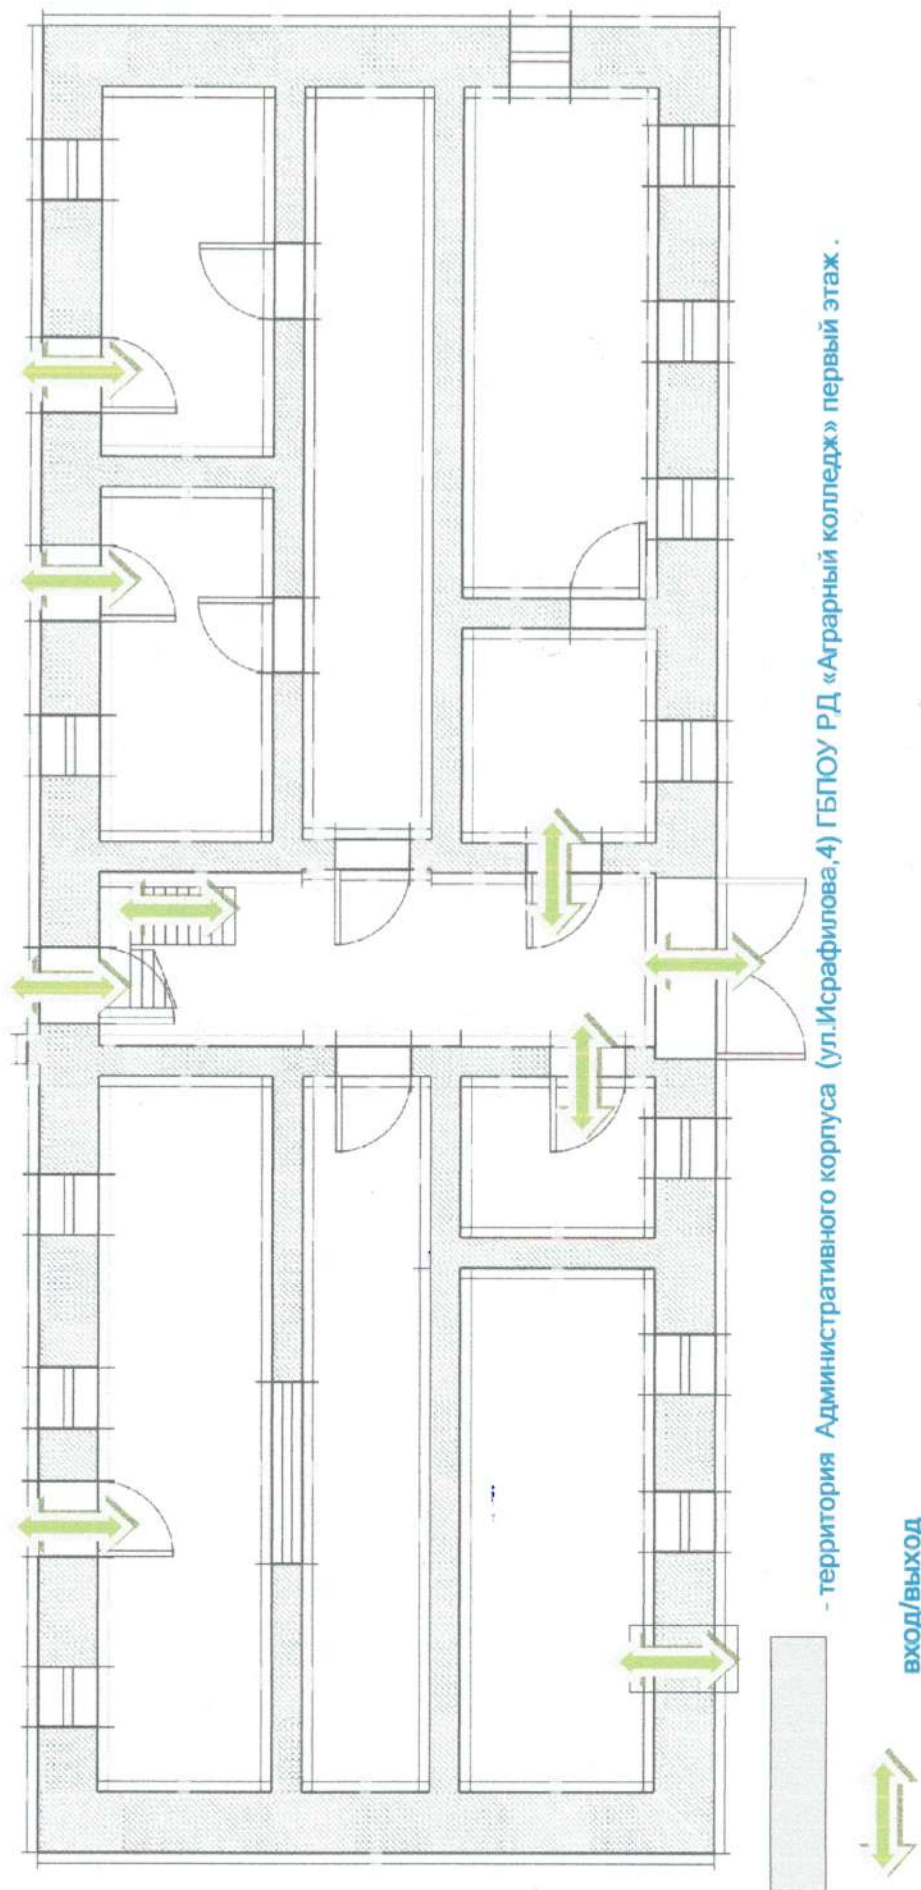 - территория Административного корпуса (ул.Исрафилова,4) ГБПОУ РД «Аграрный колледж» первый этаж .
вход/выход